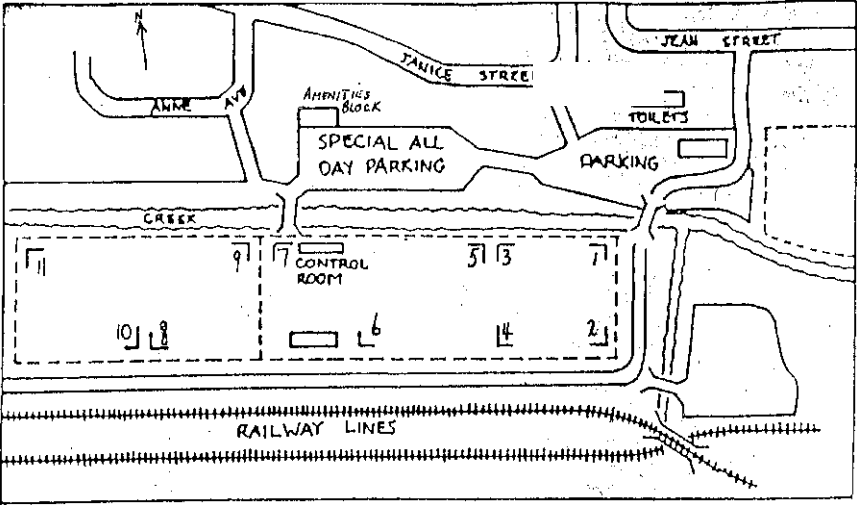 N
JEAN STREET
JANICE STREE
ANNE AVE
AMENITIES
BLOCK
TOILETS
SPECIAL ALL
DAY PARKING
PARKING
CREEK
11
9
7
CONTROL
ROOM
5
3
1
10
8
6
4
2
RAILWAY LINES